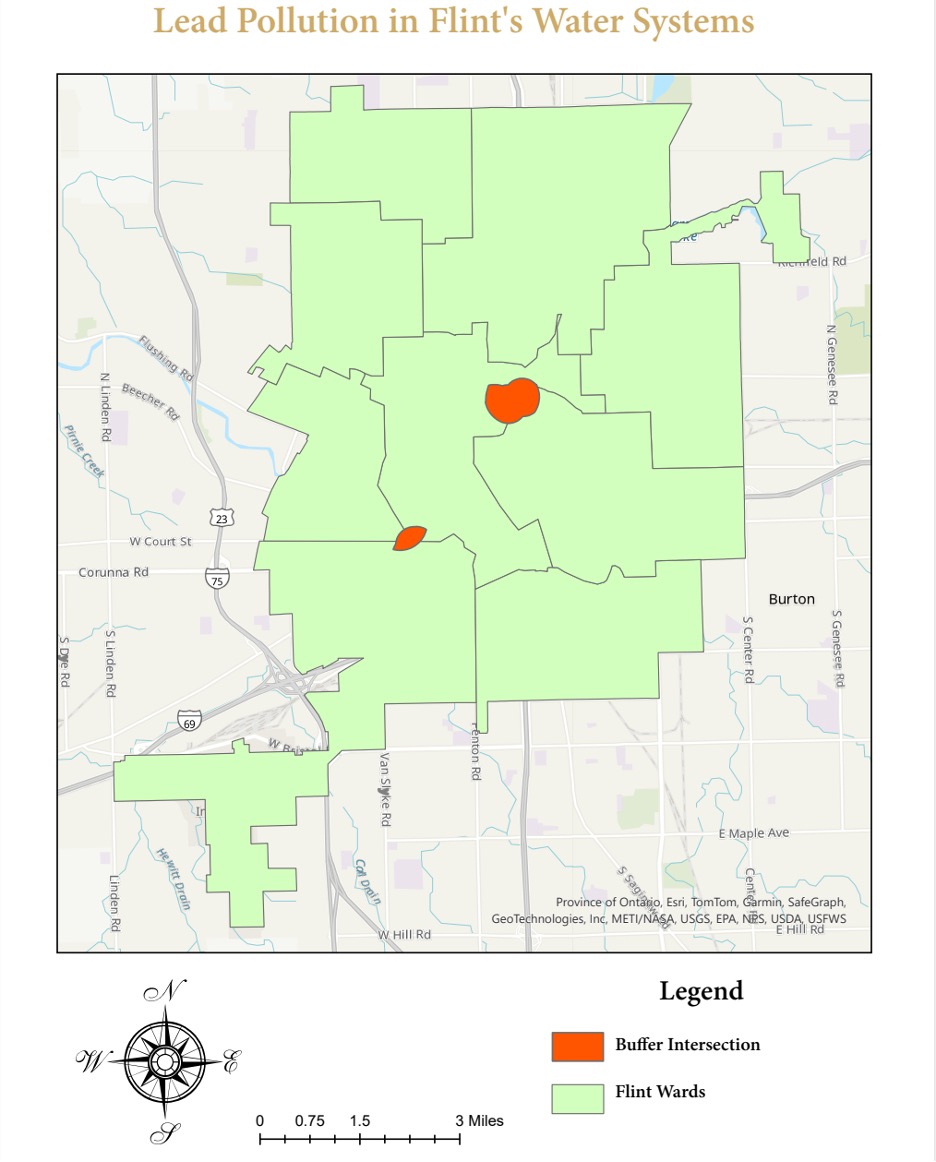 Lead Pollution in Flint's Water Systems
Richfield Rd
Flushing Rd
N Genesee Rd
N Linden Rd
Beecher Rd
Pirnie Creek
23
W Court St
Corunna Rd
75
Burton
S Dye Rd
S Linden Rd
S Center Rd
S Genesee Rd
69
Fenton Rd
Van Slyke Rd
E Maple Ave
Hewitt Drain
Call Drain
Linden Rd
Province of Ontario, Esri, TomTom, Garmin, SafeGraph,
GeoTechnologies, Inc, METI/NASA, USGS, EPA, NPS, USDA, USFWS
W Hill Rd
E Hill Rd
N
W
E
S
Legend
Buffer Intersection
Flint Wards
0 0.75 1.5 3 Miles